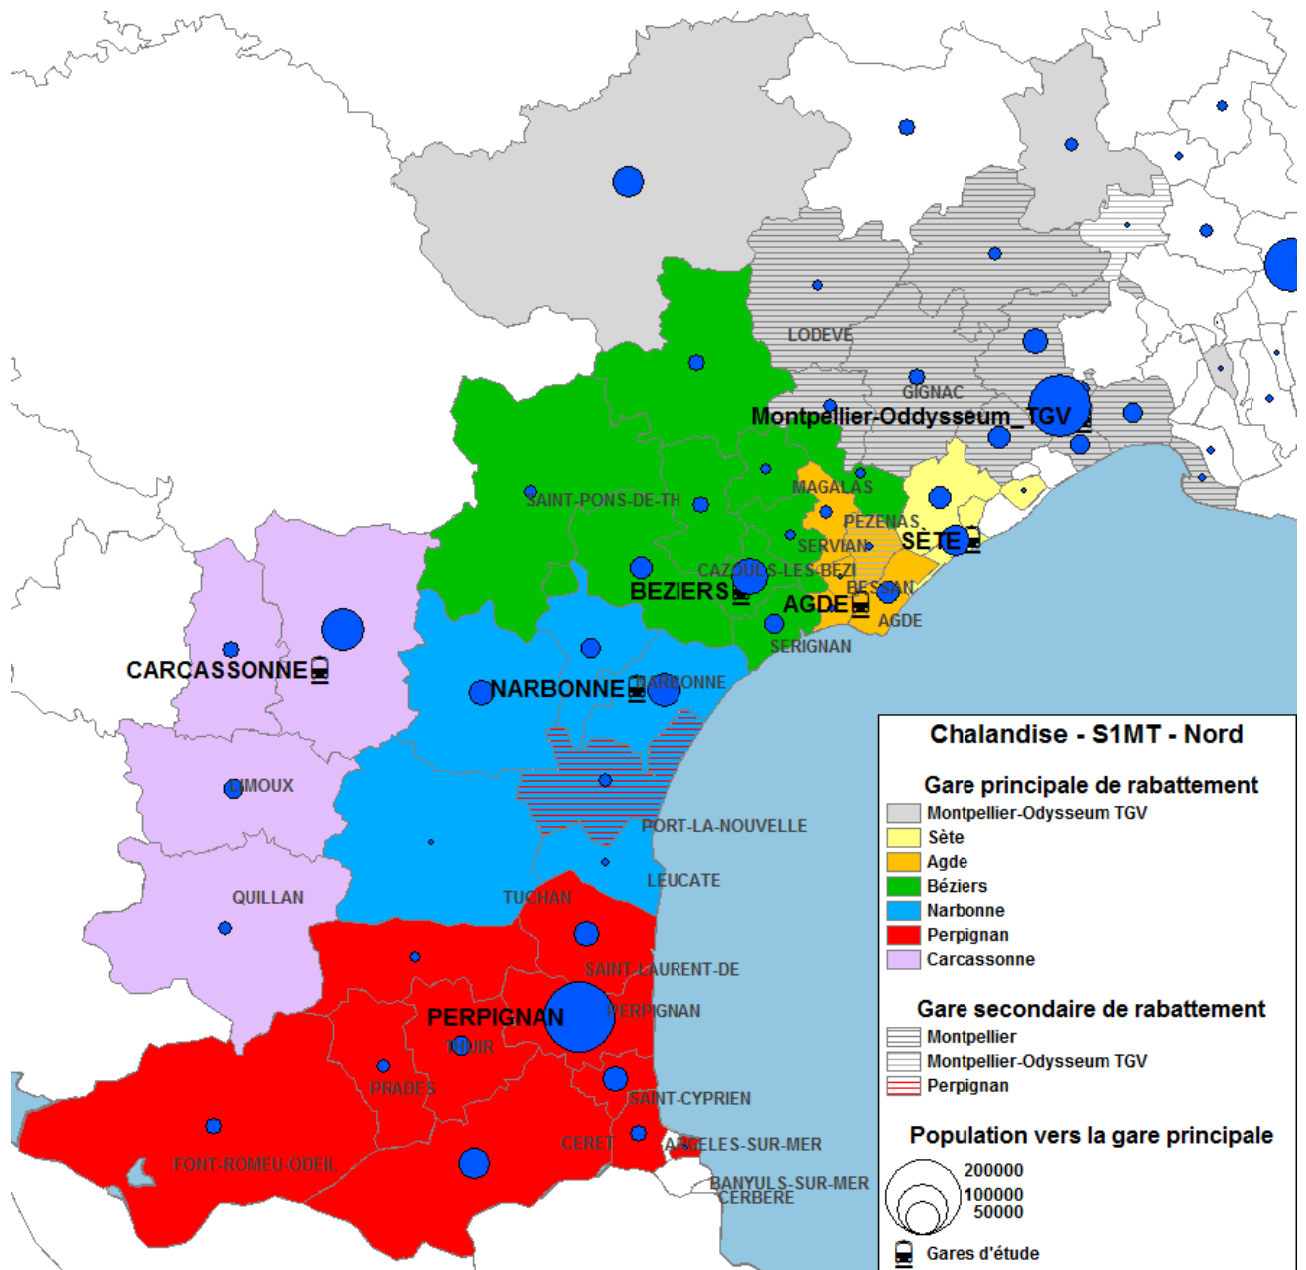 LODEVE
GIGNAC
Montpellier-Oddysseum_TGV
MAGALAS
SAINT-PONS-DE-TH
PEZENAS
SÈTE
SERVIAN
CAZOULS-LES-BÉZI
BESSAN
BEZIERS
AGDE
AGDE
SERIGNAN
CARCASSONNE
NARBONNE
NARBONNE
LIMOUX
PORT-LA-NOUVELLE
LEUCATE
QUILLAN
TUCHAN
SAINT-LAURENT-DE
PERPIGNAN
PERPIGNAN
THUIR
PRADES
SAINT-CYPRIEN
CERET
ARGELES-SUR-MER
FONT-ROMEU-ODEIL
BANYULS-SUR-MER
CERBERE
Chalandise - S1MT - Nord
Gare principale de rabattement
Montpellier-Odysseum TGV
Sète
Agde
Béziers
Narbonne
Perpignan
Carcassonne
Gare secondaire de rabattement
Montpellier
Montpellier-Odysseum TGV
Perpignan
Population vers la gare principale
200000
100000
50000
Gares d'étude